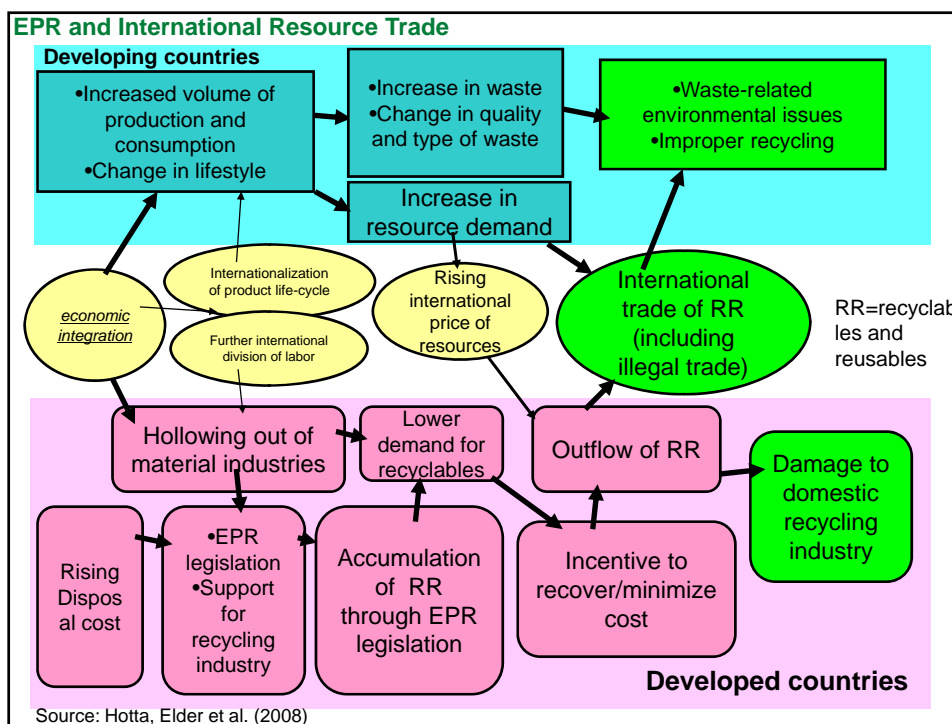 EPR and International Resource Trade
Developing countries
•Increased volume of
production and
consumption
•Change in lifestyle
•Increase in waste
•Change in quality
and type of waste
•Waste-related
environmental issues
•Improper recycling
Increase in
resource demand
economic
integration
Internationalization
of product life-cycle
Further international
division of labor
Rising
international
price of
resources
International
trade of RR
(including
illegal trade)
RR=recyclab
les and
reusables
Hollowing out of
material industries
Lower
demand for
recyclables
Outflow of RR
Damage to
domestic
recycling
industry
Rising
Dispos
al cost
•EPR
legislation
•Support
for
recycling
industry
Accumulation
of RR
through EPR
legislation
Incentive to
recover/minimize
cost
Developed countries
Source: Hotta, Elder et al. (2008)